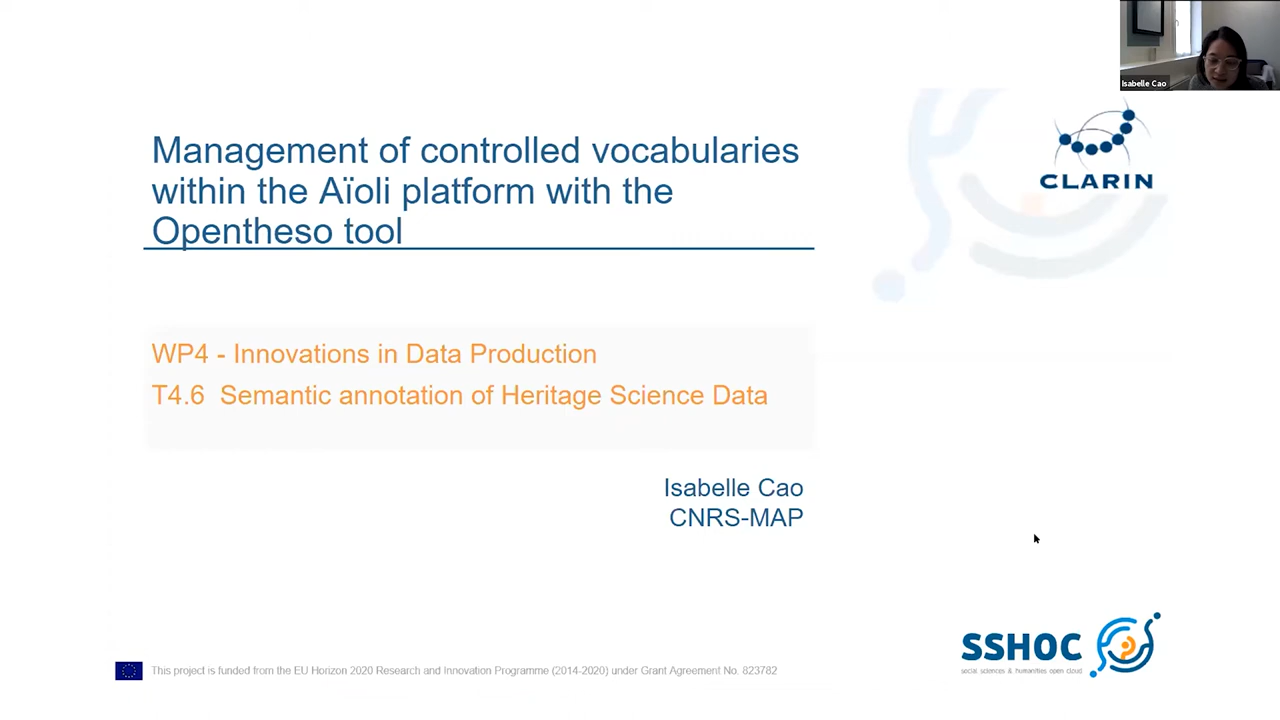 Isabelle Cao
CLARIN
Management of controlled vocabularies
within the Aïoli platform with the
Opentheso tool
WP4 - Innovations in Data Production
T4.6 Semantic annotation of Heritage Science Data
Isabelle Cao
CNRS-MAP
SSHOC
social sciences & humanities open cloud
This project is funded from the EU Horizon 2020 Research and Innovation Programme (2014-2020) under Grant Agreement No. 823782